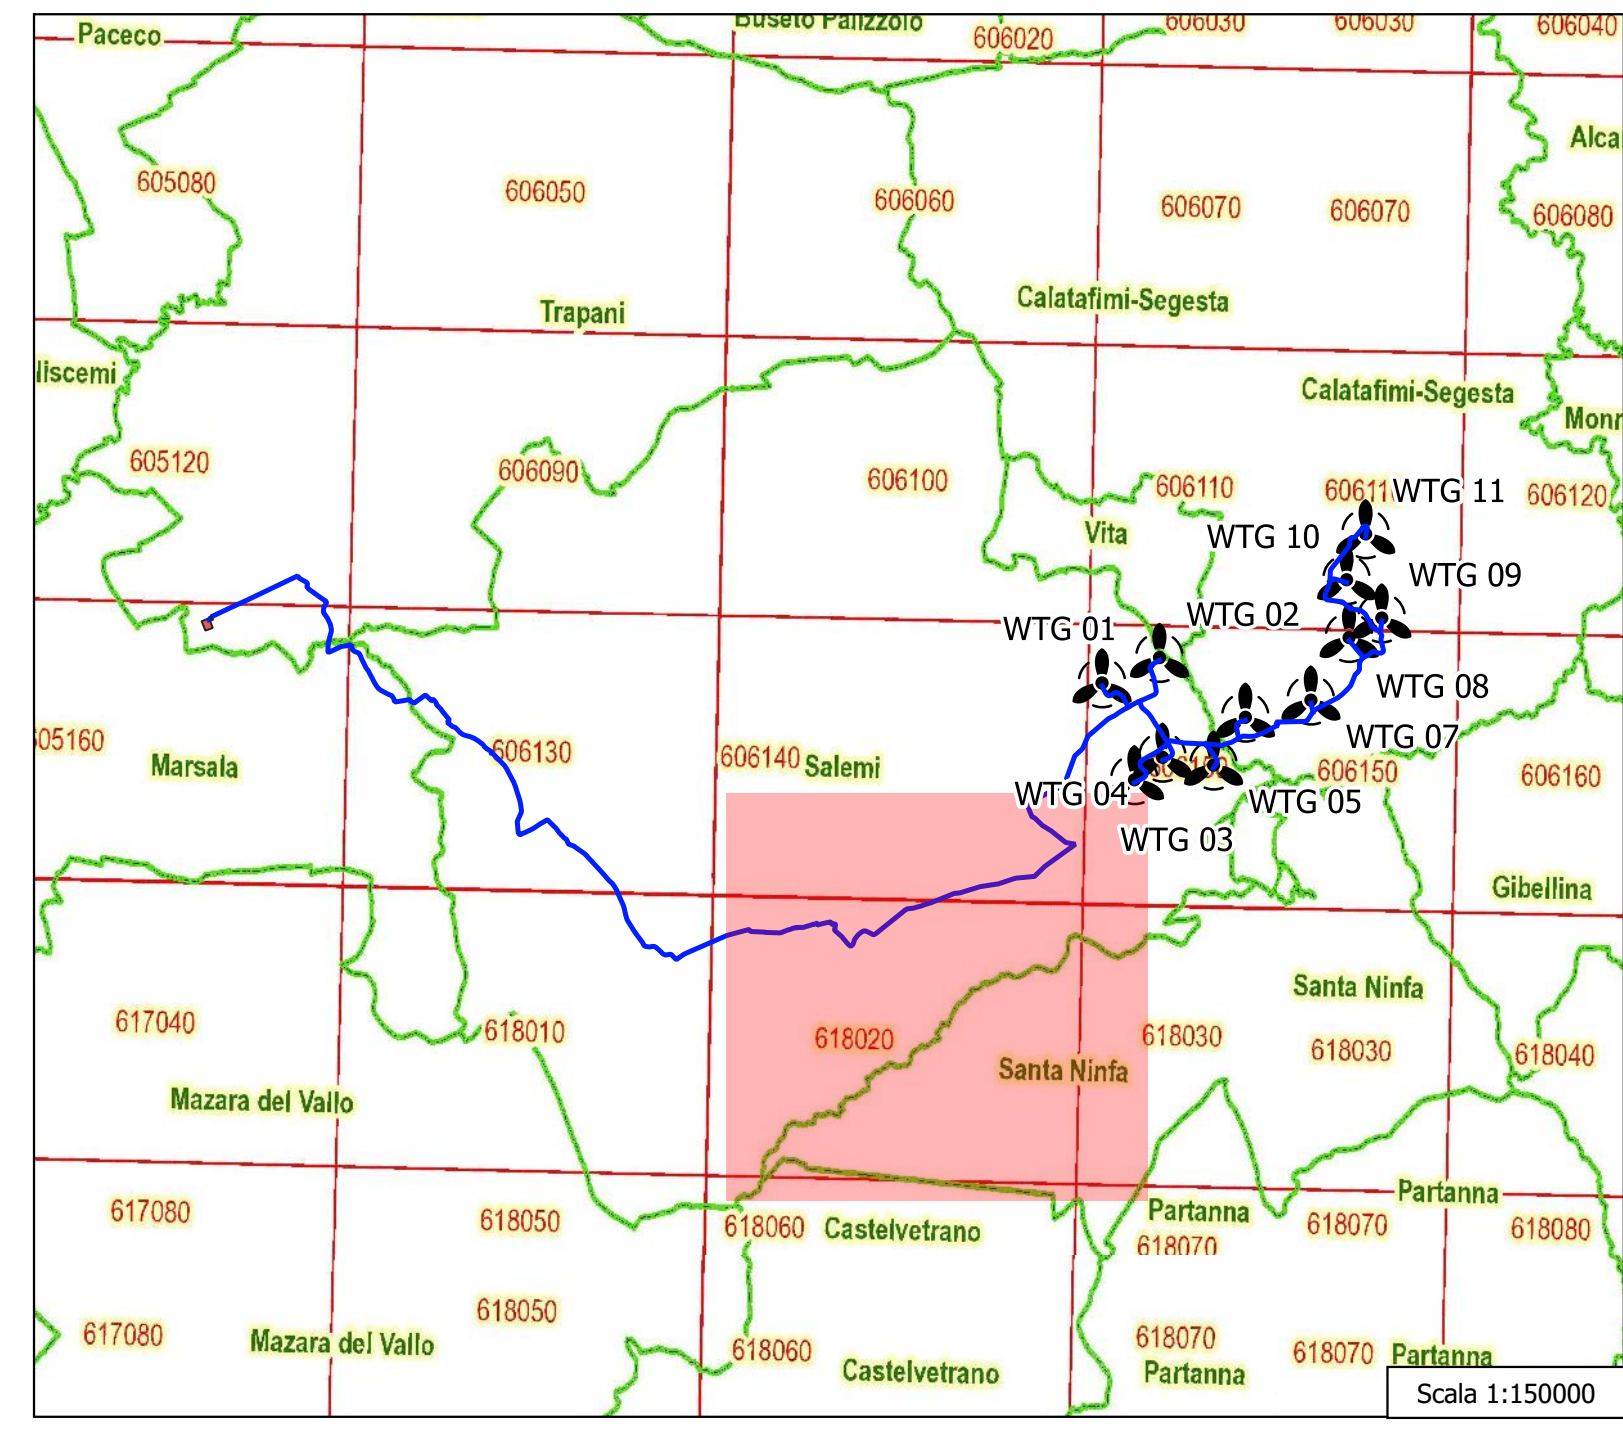 Buseto Palizzolo
606030
606030
606040
Paceco
606020
Alca
605080
606050
606060
606070
606070
606080
Calatafimi-Segesta
Trapani
liscemi
Calatafimi-Segesta
Monr
605120
606090
606100
606110
60611
WTG 11
606120
Vita
WTG 10
WTG 09
WTG 02
WTG 01
WTG 08
WTG 07
05160
Marsala
606130
606140
Salemi
606150
606160
WTG 04
WTG 05
WTG 03
Gibellina
Santa Ninfa
617040
618010
618020
618030
618030
618040
Santa Ninfa
Mazara del Vallo
Partanna
617080
618050
618060
Castelvetrano
Partanna
618070
618080
618070
618050
617080
Mazara del Vallo
618060
618070
618070
Partanna
Castelvetrano
Partanna
Scala 1:150000